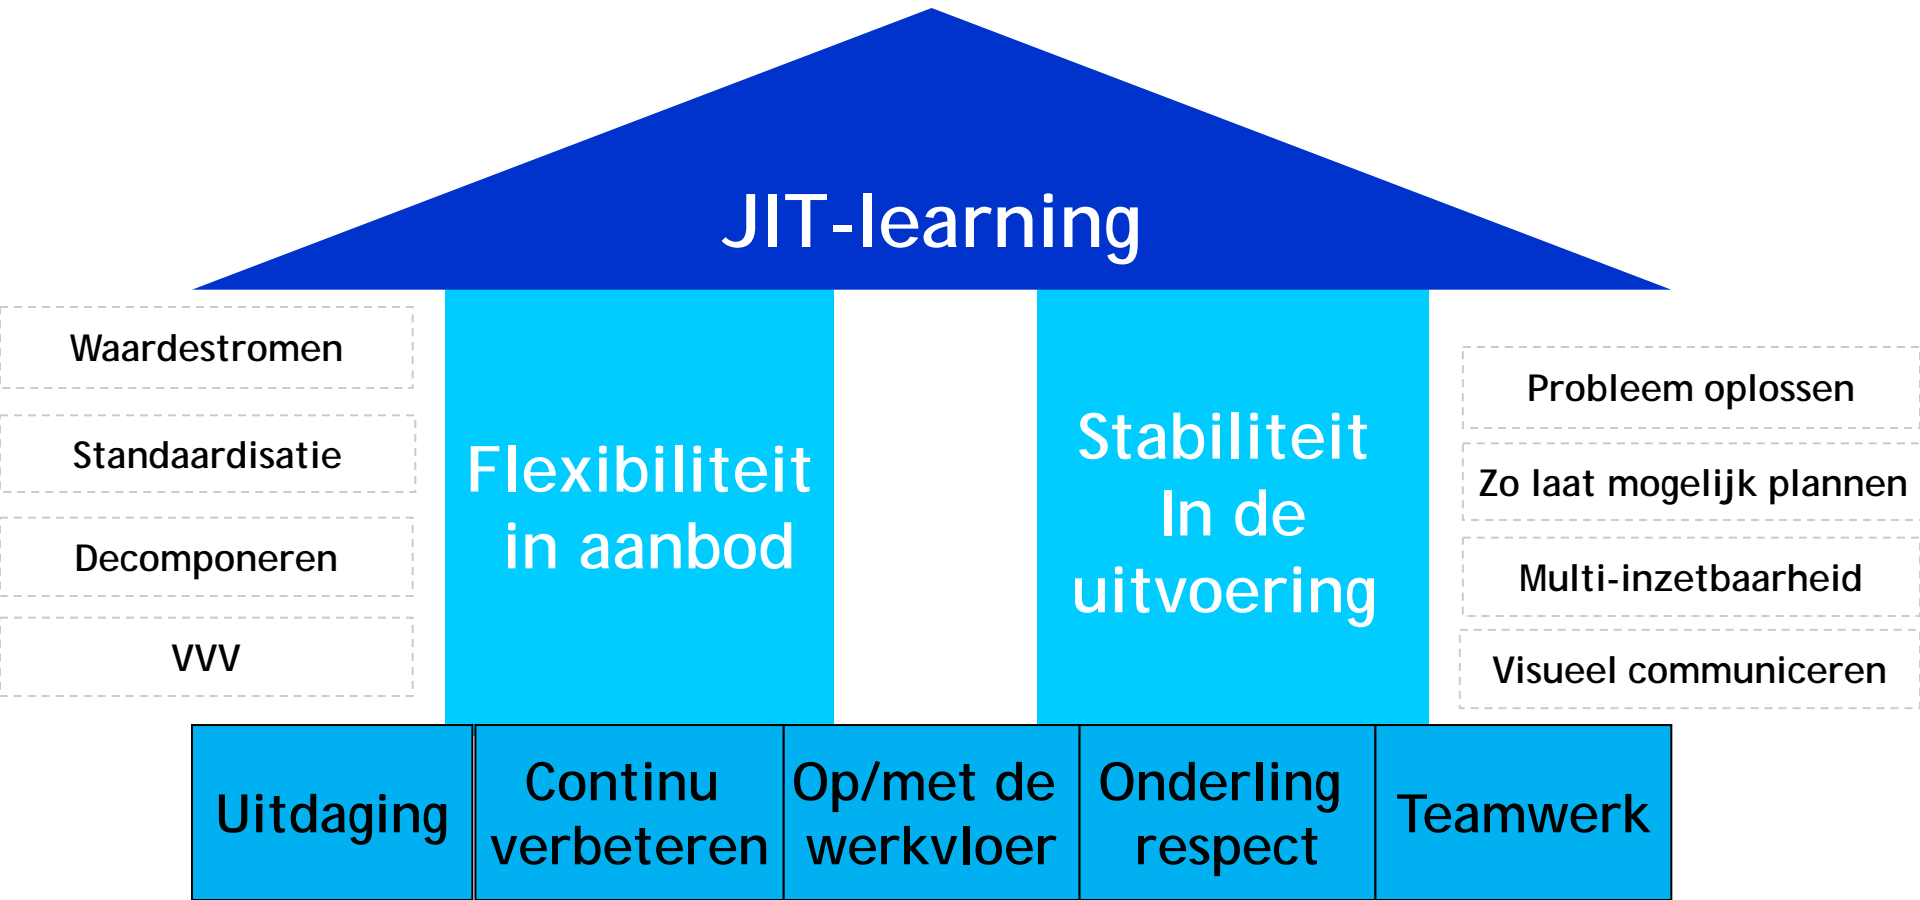 JIT-learning
Waardestromen
Standaardisatie
Decomponeren
VVV
Flexibiliteit
in aanbod
Stabiliteit
In de
uitvoering
Probleem oplossen
Zo laat mogelijk plannen
Multi-inzetbaarheid
Visueel communiceren
Uitdaging
Continu
verbeteren
Op/met de
werkvloer
Onderling
respect
Teamwerk